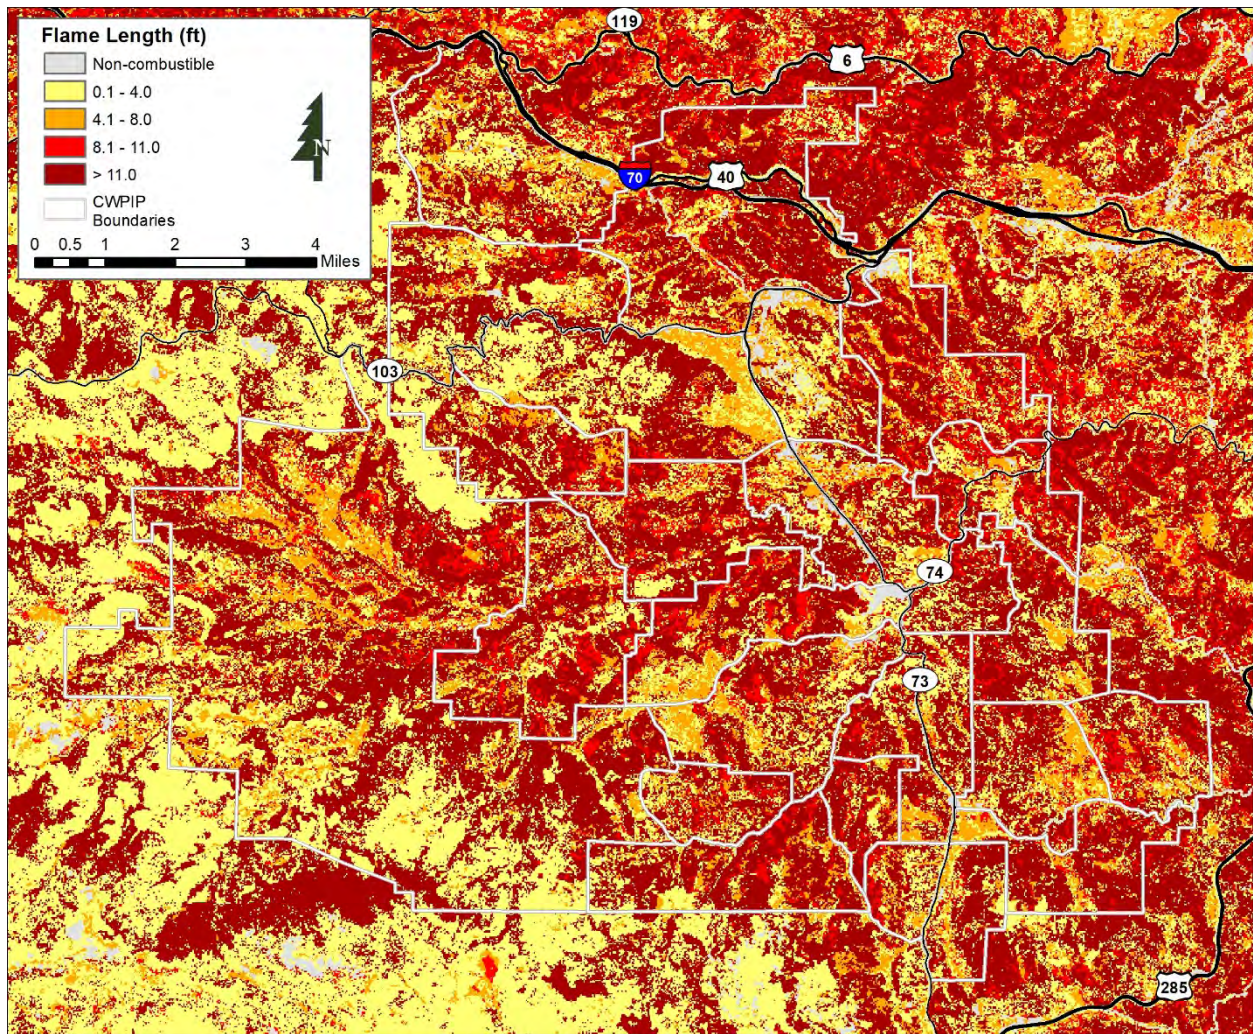 Flame Length (ft)
Non-combustible
0.1 - 4.0
4.1 - 8.0
8.1 - 11.0
> 11.0
CWPIP
Boundaries
N
0 0.5 1 2 3 4
Miles
119
6
70
40
103
74
73
285